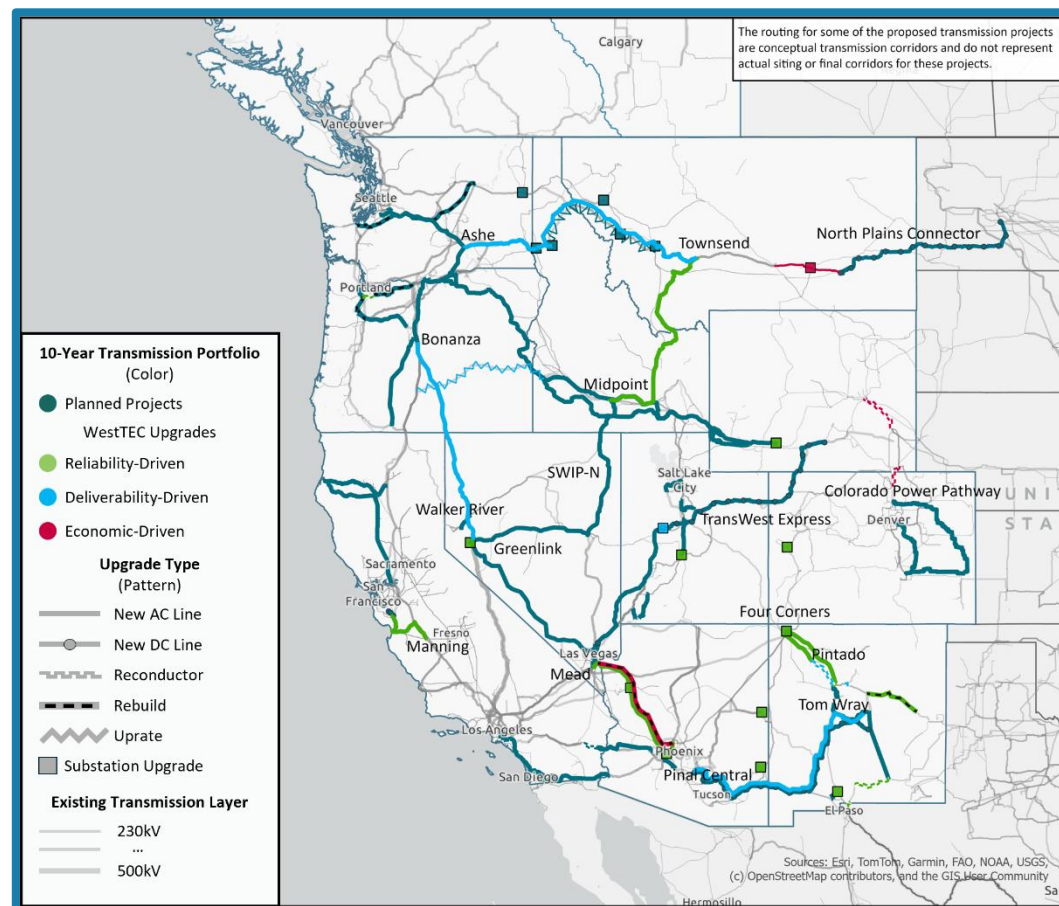 The routing for some of the proposed transmission projects
are conceptual transmission corridors and do not represent
actual siting or final corridors for these projects.
Calgary
Vancouver
Seattle
Ashe
Townsend
North Plains Connector
Portland
Bonanza
Midpoint
10-Year Transmission Portfolio
(Color)
Planned Projects
WestTEC Upgrades
Reliability-Driven
Deliverability-Driven
Economic-Driven
Upgrade Type
(Pattern)
New AC Line
New DC Line
Reconductor
Rebuild
Uprate
Substation Upgrade
Existing Transmission Layer
230kV
...
500kV
SWIP-N
Salt Lake
City
Colorado Power Pathway
UNI
STA
Walker River
TransWest Express
Denver
Greenlink
Sacramento
San
Francisco
Four Corners
Fresno
Manning
Las Vegas
Pintado
Mead
Tom Wray
Los Angeles
Phoenix
San Diego
Pinal Central
Tucson
El Paso
Sources: Esri, TomTom, Garmin, FAO, NOAA, USGS,
(c) OpenStreetMap contributors, and the GIS User Community
Hermosillo
Sa